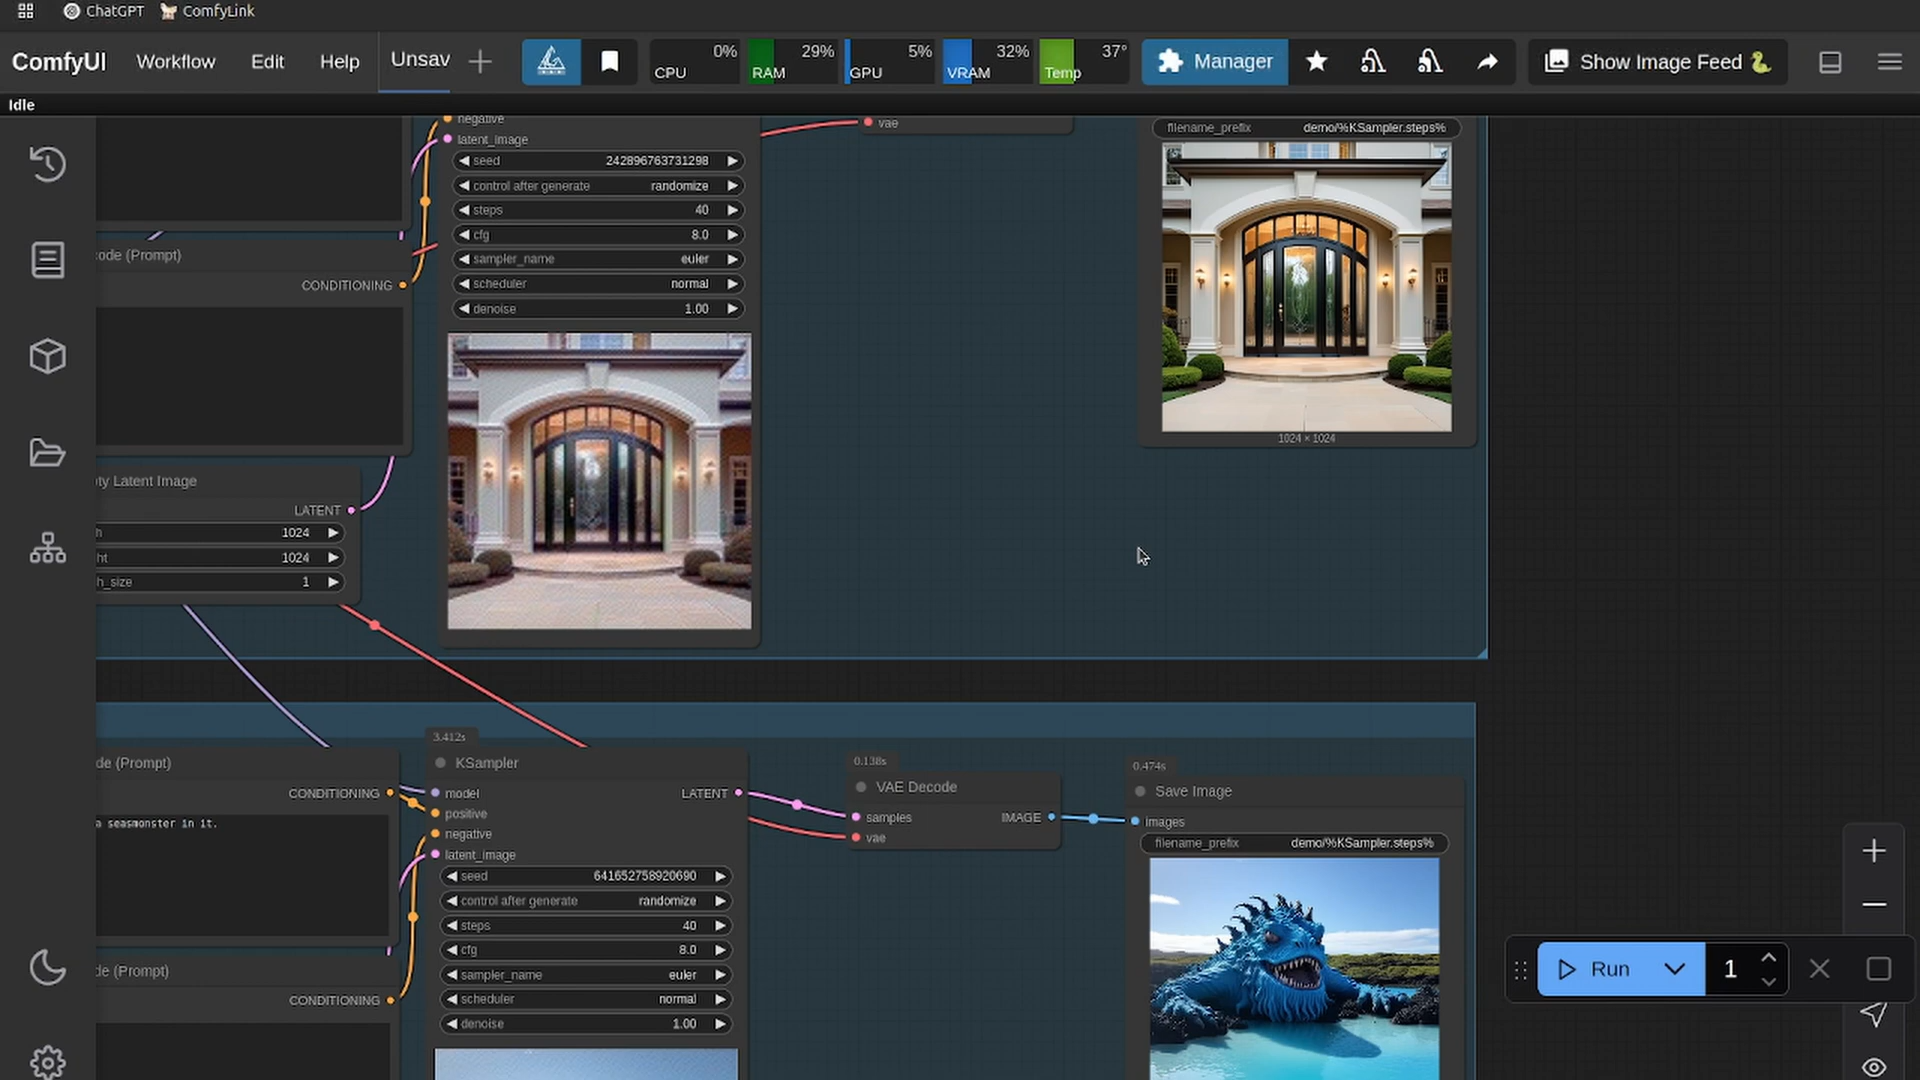 ChatGPT
ComfyLink
ComfyUI
Workflow
Edit
Help
Unsav
CPU 0%
RAM 29%
GPU 5%
VRAM 32%
Temp 37°
Manager
Show Image Feed
Idle
negative
latent_image
seed 242896763731298
control after generate randomize
steps 40
cfg 8.0
sampler_name euler
scheduler normal
denoise 1.00
vae
filename_prefix demo/%KSampler.steps%
1024 × 1024
ode (Prompt)
CONDITIONING
ty Latent Image
LATENT
h 1024
ht 1024
h_size 1
de (Prompt)
CONDITIONING
a seasmonster in it.
de (Prompt)
CONDITIONING
3.412s
KSampler
model LATENT
positive
negative
latent_image
seed 641652758920690
control after generate randomize
steps 40
cfg 8.0
sampler_name euler
scheduler normal
denoise 1.00
0.138s
VAE Decode
samples IMAGE
vae
0.474s
Save Image
images
filename_prefix demo/%KSampler.steps%
Run
1